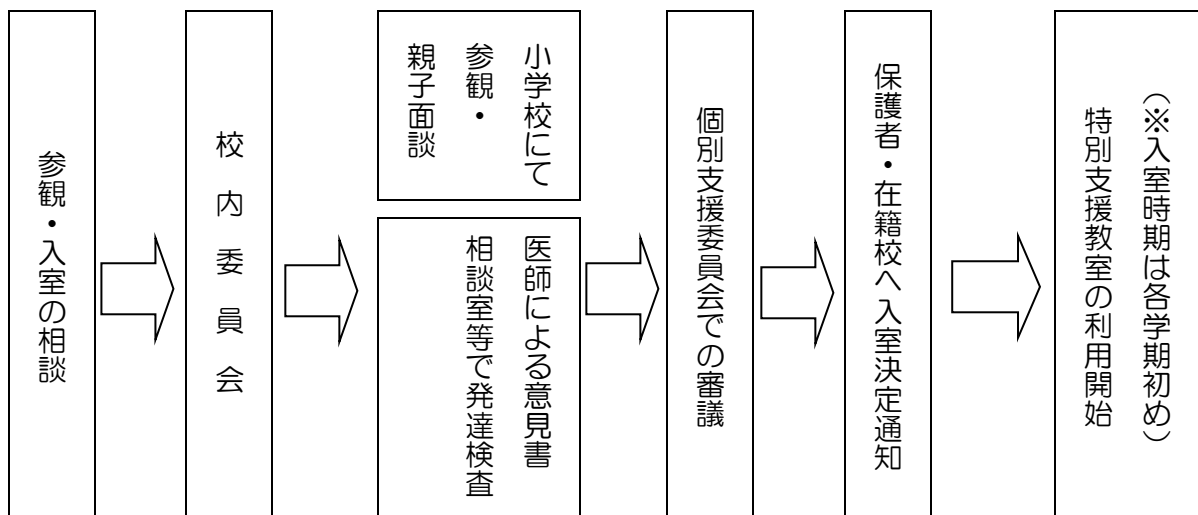 参観・入室の相談
校内委員会
小学校にて
参観・
親子面談
医師による意見書
相談室等で発達検査
個別支援委員会での審議
保護者・在籍校へ入室決定通知
（※入室時期は各学期初め）
特別支援教室の利用開始